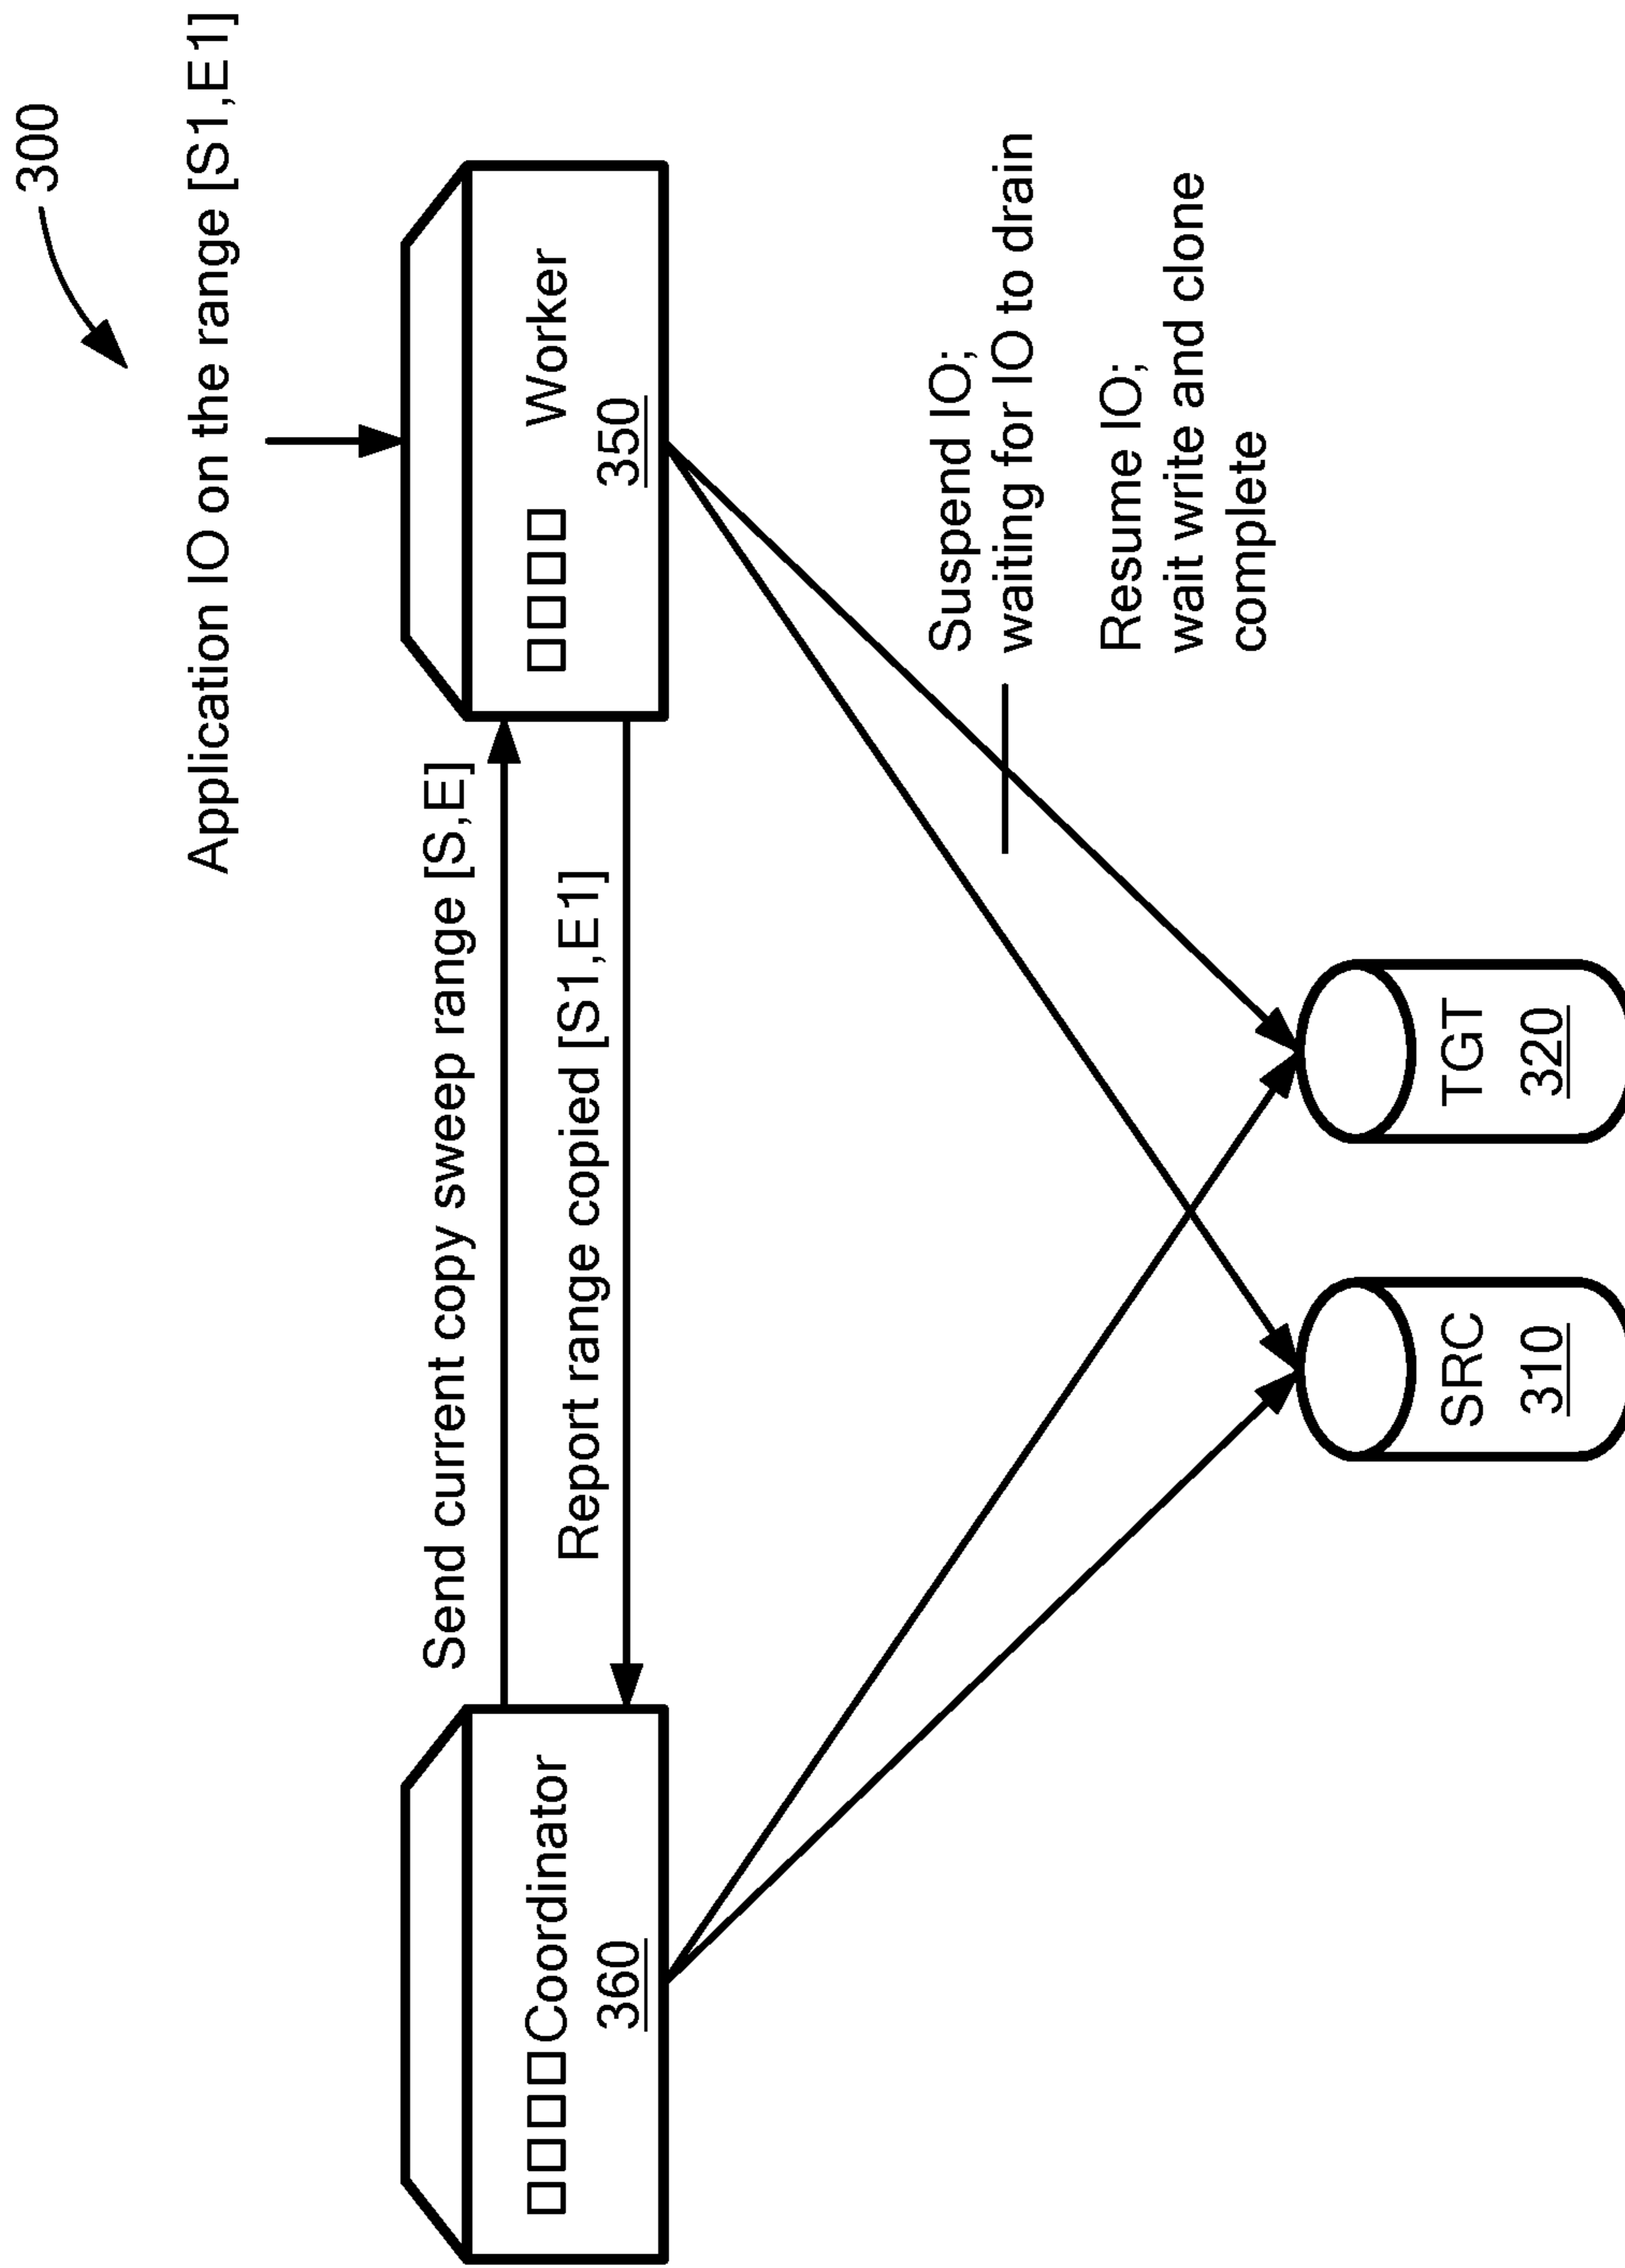 300
Application IO on the range [S1,E1]
Send current copy sweep range [S,E]
Report range copied [S1,E1]
Coordinator
360
Worker
350
Suspend IO;
waiting for IO to drain
Resume IO;
wait write and clone
complete
SRC
310
TGT
320